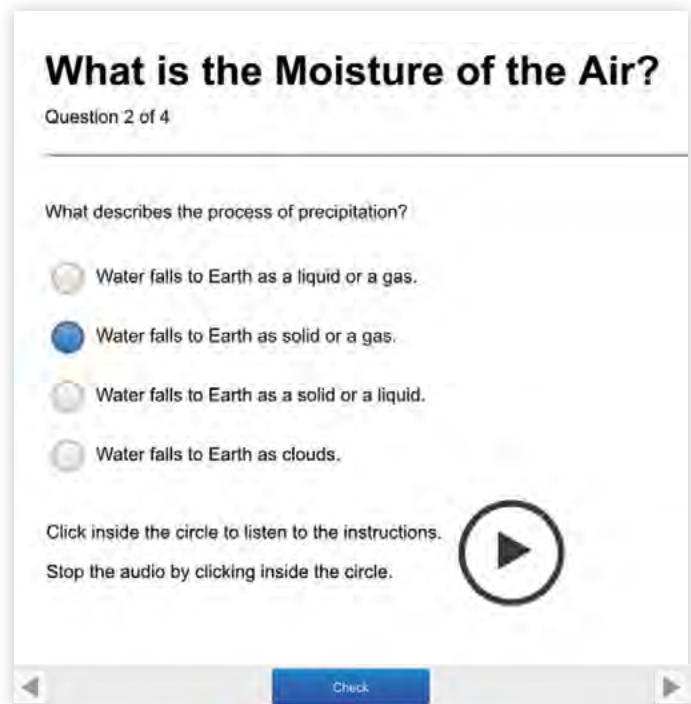 What is the Moisture of the Air?
Question 2 of 4
What describes the process of precipitation?
Water falls to Earth as a liquid or a gas.
Water falls to Earth as solid or a gas.
Water falls to Earth as a solid or a liquid.
Water falls to Earth as clouds.
Click inside the circle to listen to the instructions.
Stop the audio by clicking inside the circle.
Check